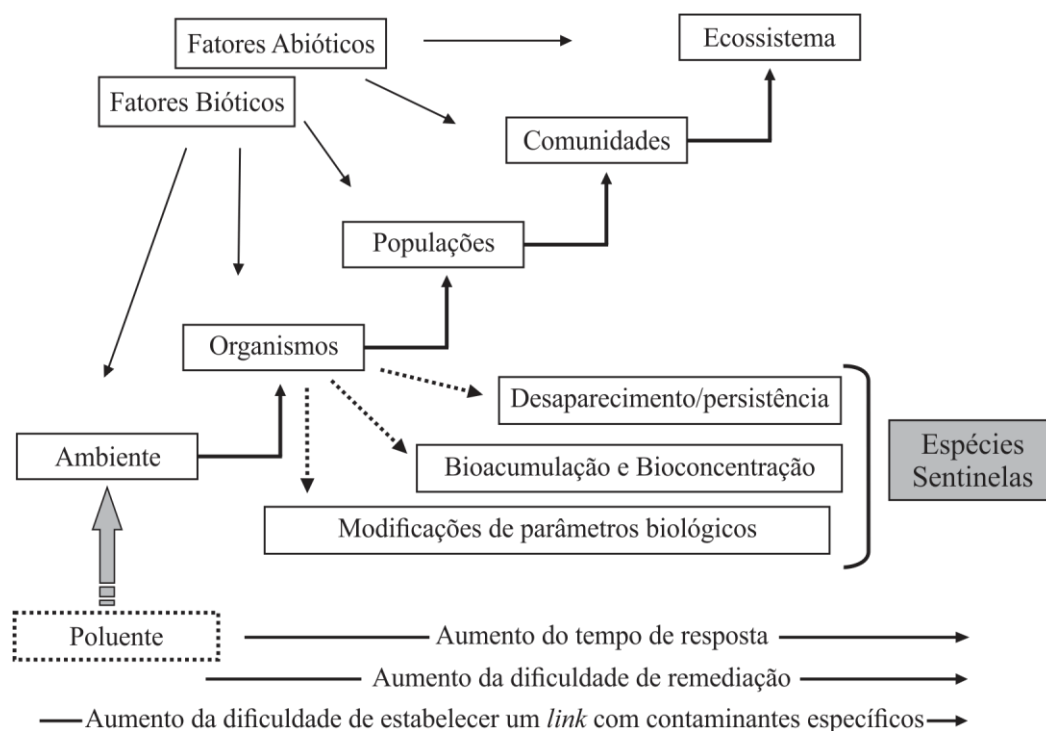 Fatores Abióticos
Ecossistema
Fatores Bióticos
Comunidades
Populações
Organismos
Desaparecimento/persistência
Ambiente
Bioacumulação e Bioconcentração
Espécies
Sentinelas
Modificações de parâmetros biológicos
Poluente
Aumento do tempo de resposta
Aumento da dificuldade de remediação
Aumento da dificuldade de estabelecer um link com contaminantes específicos